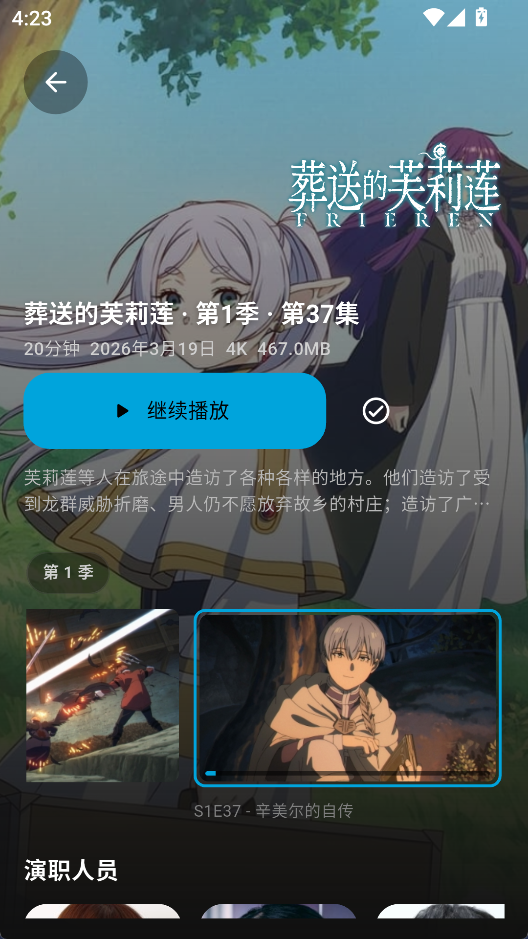 4:23
葬送的芙莉莲
FRIEREN
葬送的芙莉莲 · 第1季 · 第37集
20分钟 2026年3月19日 4K 467.0MB
继续播放
芙莉莲等人在旅途中造访了各种各样的地方。他们造访了受
到龙群威胁折磨、男人仍不愿放弃故乡的村庄；造访了广…
第 1 季
S1E37 - 辛美尔的自传
演职人员